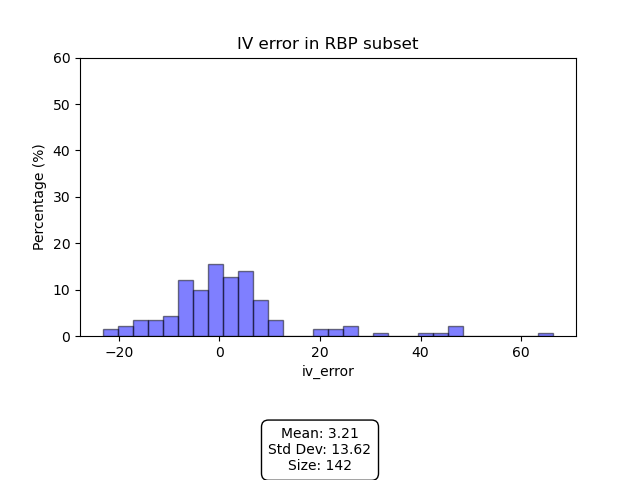 IV error in RBP subset
60
50
40
30
20
10
0
Percentage (%)
−20
0
20
40
60
iv_error
Mean: 3.21
Std Dev: 13.62
Size: 142